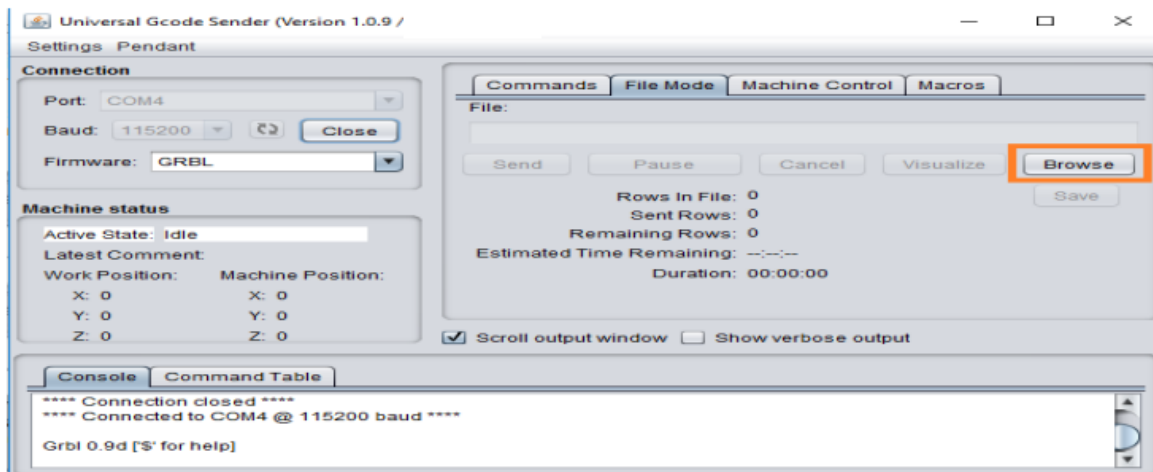 Universal Gcode Sender (Version 1.0.9 /
Settings Pendant
Connection
Port: COM4
Baud: 115200 Close
Firmware: GRBL
Machine status
Active State: Idle
Latest Comment:
Work Position: Machine Position:
X: 0 X: 0
Y: 0 Y: 0
Z: 0 Z: 0
Commands File Mode Machine Control Macros
File:
Send Pause Cancel Visualize Browse
Rows In File: 0 Save
Sent Rows: 0
Remaining Rows: 0
Estimated Time Remaining: --:--:--
Duration: 00:00:00
Scroll output window Show verbose output
Console Command Table
**** Connection closed ****
**** Connected to COM4 @ 115200 baud ****
Grbl 0.9d ['$' for help]